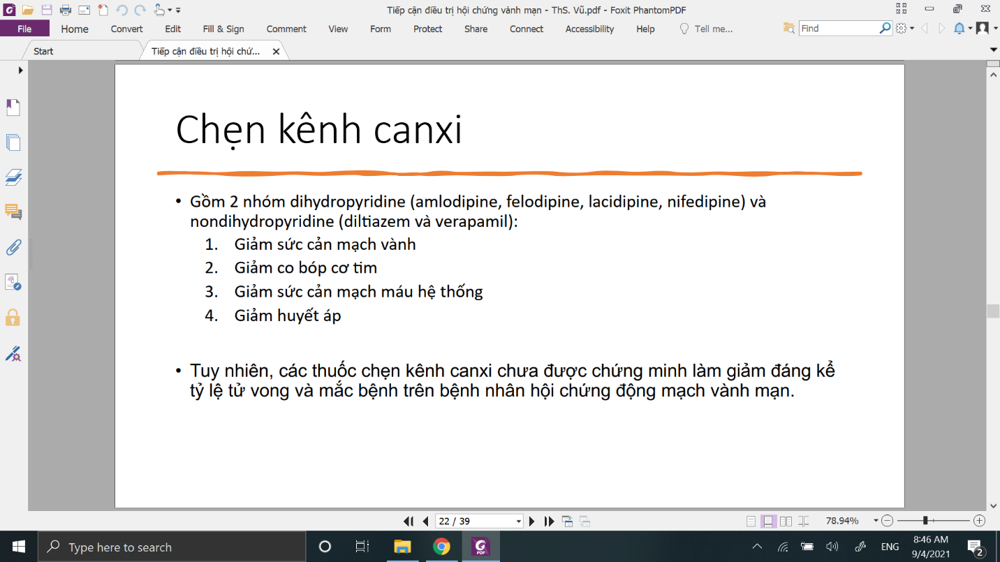 Tiếp cận điều trị hội chứng vành mạn - ThS. Vũ.pdf - Foxit PhantomPDF
File Home Convert Edit Fill & Sign Comment View Form Protect Share Connect Accessibility Help Tell me... Find
Start Tiếp cận điều trị hội chứ...
Chẹn kênh canxi
• Gồm 2 nhóm dihydropyridine (amlodipine, felodipine, lacidipine, nifedipine) và
nondihydropyridine (diltiazem và verapamil):
1. Giảm sức cản mạch vành
2. Giảm co bóp cơ tim
3. Giảm sức cản mạch máu hệ thống
4. Giảm huyết áp
• Tuy nhiên, các thuốc chẹn kênh canxi chưa được chứng minh làm giảm đáng kể
tỷ lệ tử vong và mắc bệnh trên bệnh nhân hội chứng động mạch vành mạn.
22 / 39 78.94%
Type here to search PDF ENG 8:46 AM
9/4/2021 2